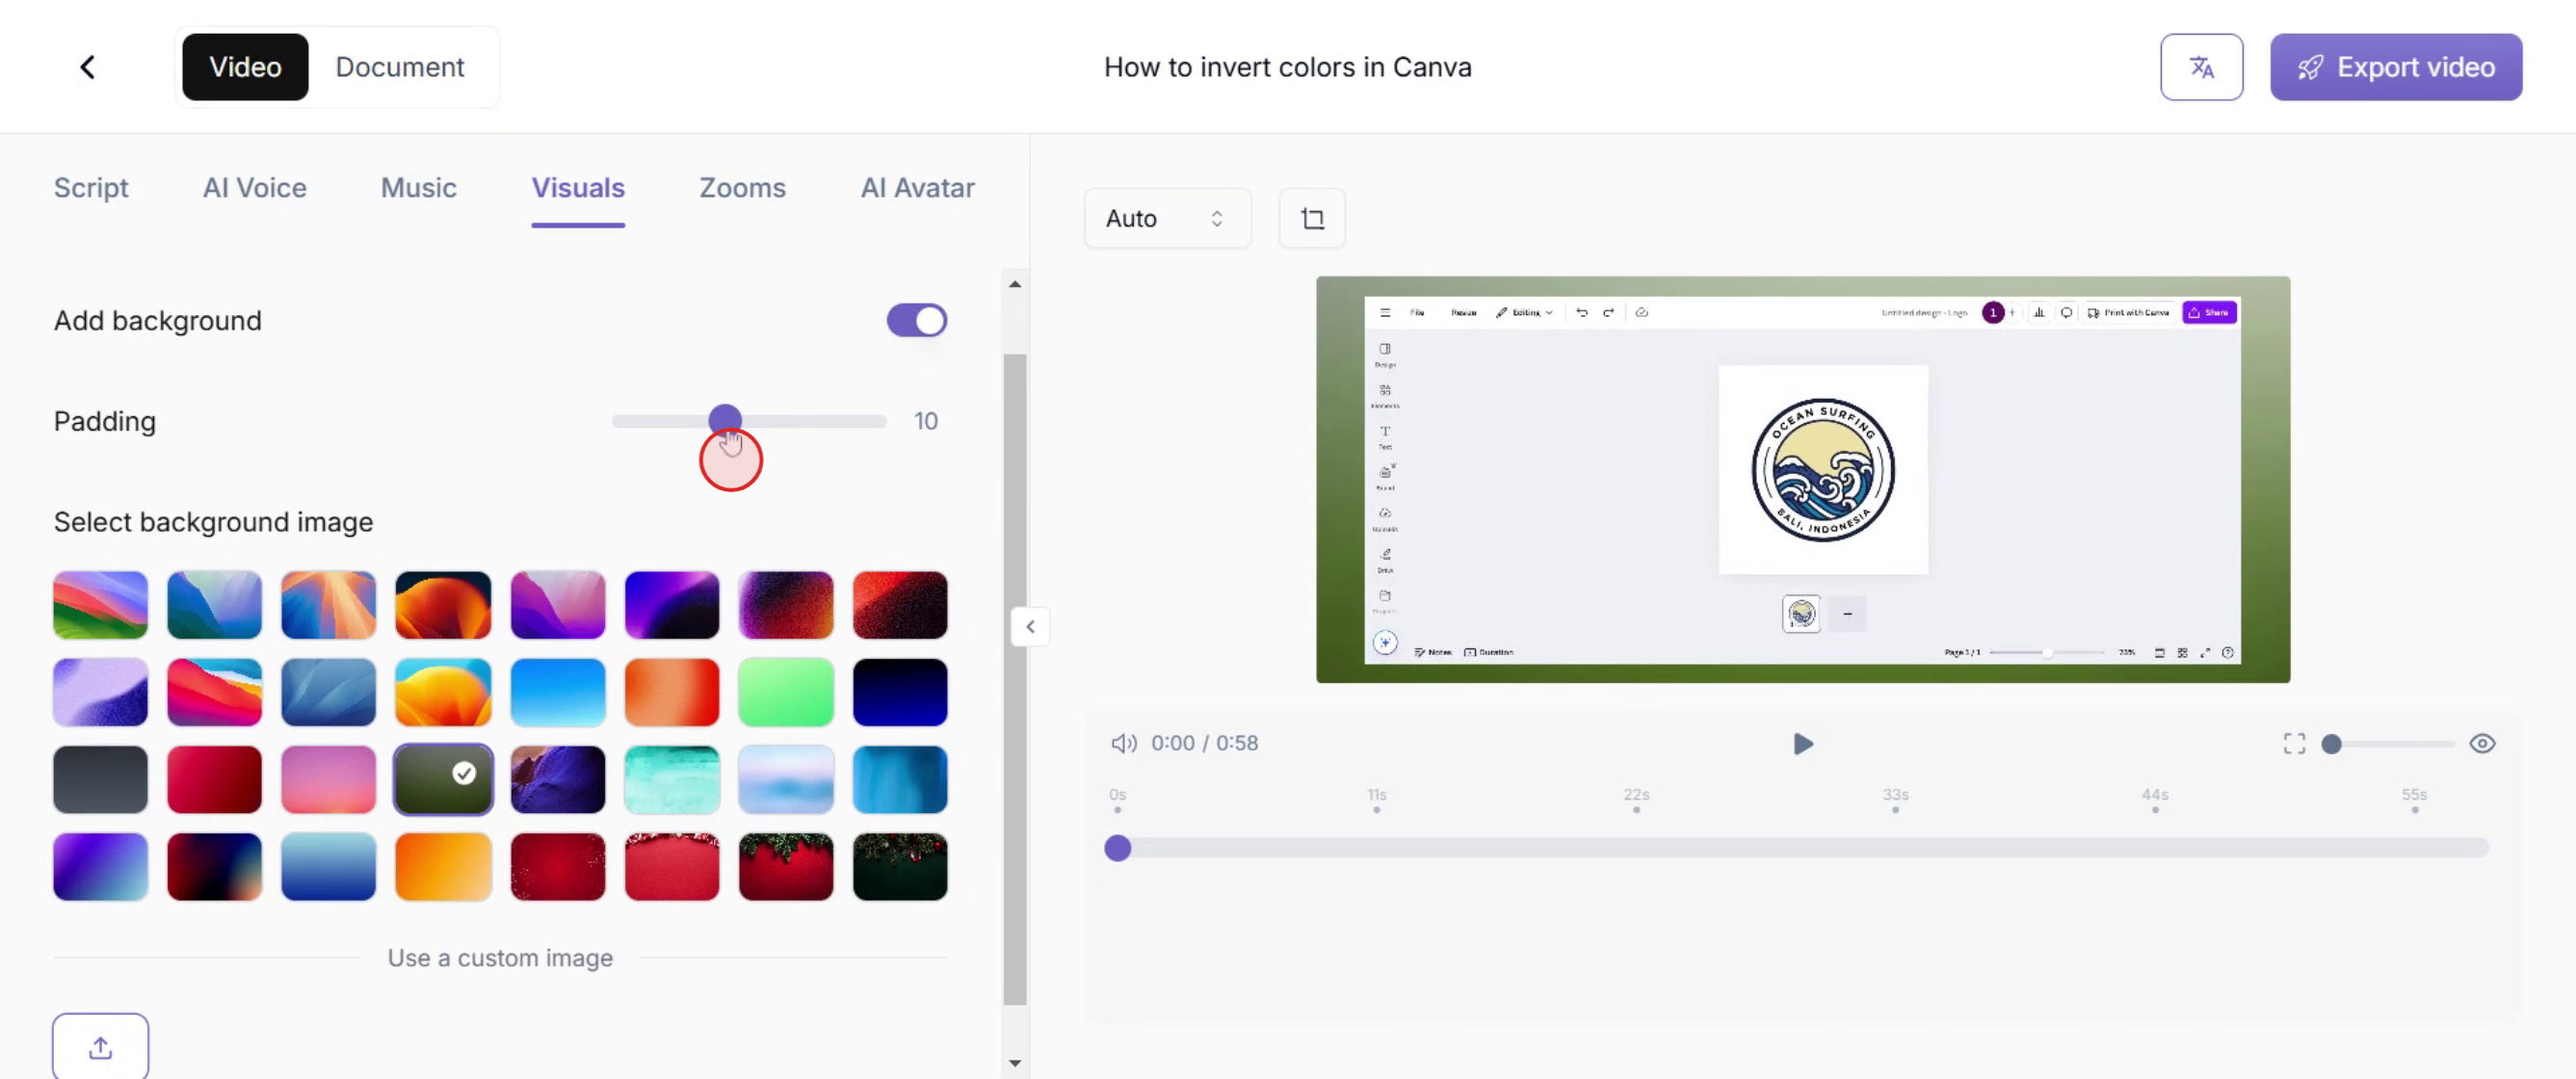 Video Document
How to invert colors in Canva
Export video
Script AI Voice Music Visuals Zooms AI Avatar
Add background
Padding 10
Select background image
Use a custom image
Auto
File Resize Editing
Untitled design - Logo
1
+
Print with Canva
Share
Design
Elements
Text
Brand
Uploads
Draw
Projects
OCEAN SURFING
BALI, INDONESIA
1
Notes Duration
Page 1 / 1
73%
0:00 / 0:58
0s 11s 22s 33s 44s 55s